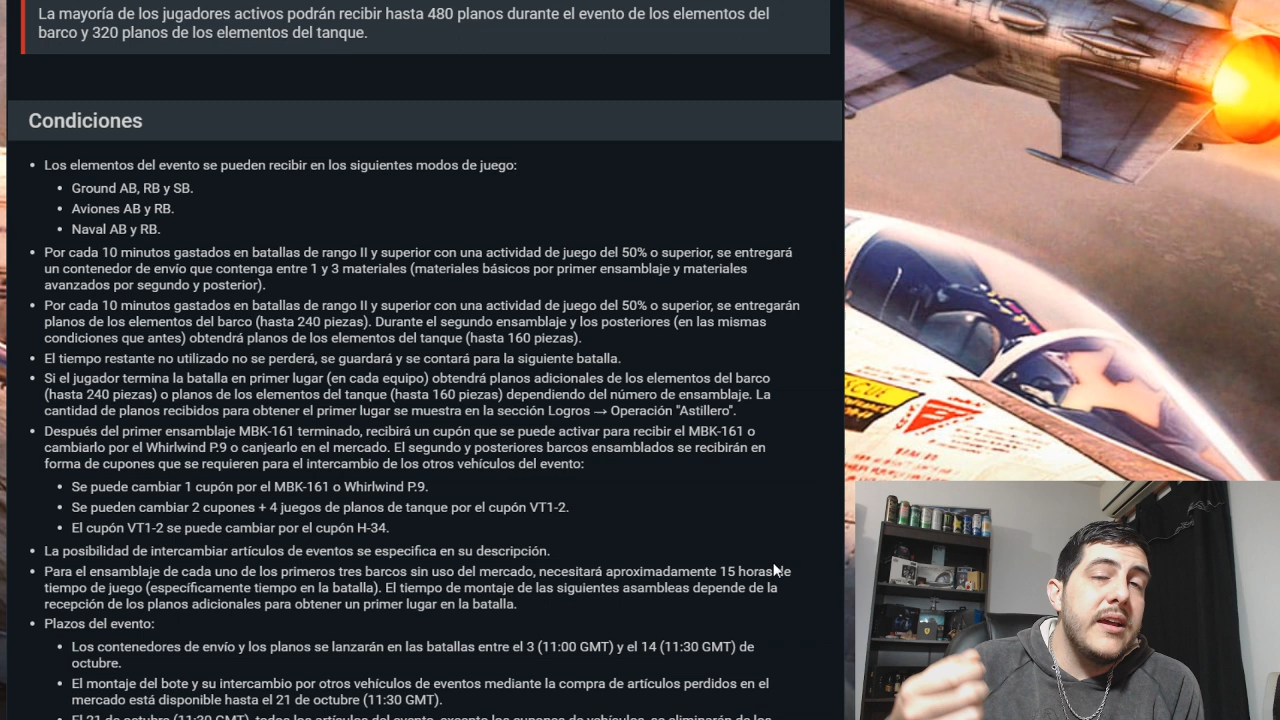 La mayoría de los jugadores activos podrán recibir hasta 480 planos durante el evento de los elementos del
barco y 320 planos de los elementos del tanque.
Condiciones
• Los elementos del evento se pueden recibir en los siguientes modos de juego:
• Ground AB, RB y SB.
• Aviones AB y RB.
• Naval AB y RB.
• Por cada 10 minutos gastados en batallas de rango II y superior con una actividad de juego del 50% o superior, se entregará
un contenedor de envío que contenga entre 1 y 3 materiales (materiales básicos por primer ensamblaje y materiales
avanzados por segundo y posterior).
• Por cada 10 minutos gastados en batallas de rango II y superior con una actividad de juego del 50% o superior, se entregarán
planos de los elementos del barco (hasta 240 piezas). Durante el segundo ensamblaje y los posteriores (en las mismas
condiciones que antes) obtendrá planos de los elementos del tanque (hasta 160 piezas).
• El tiempo restante no utilizado no se perderá, se guardará y se contará para la siguiente batalla.
• Si el jugador termina la batalla en primer lugar (en cada equipo) obtendrá planos adicionales de los elementos del barco
(hasta 240 piezas) o planos de los elementos del tanque (hasta 160 piezas) dependiendo del número de ensamblaje. La
cantidad de planos recibidos para obtener el primer lugar se muestra en la sección Logros → Operación "Astillero".
• Después del primer ensamblaje MBK-161 terminado, recibirá un cupón que se puede activar para recibir el MBK-161 o
cambiarlo por el Whirlwind P.9 o canjearlo en el mercado. El segundo y posteriores barcos ensamblados se recibirán en
forma de cupones que se requieren para el intercambio de los otros vehículos del evento:
• Se puede cambiar 1 cupón por el MBK-161 o Whirlwind P.9.
• Se pueden cambiar 2 cupones + 4 juegos de planos de tanque por el cupón VT1-2.
• El cupón VT1-2 se puede cambiar por el cupón H-34.
• La posibilidad de intercambiar artículos de eventos se especifica en su descripción.
• Para el ensamblaje de cada uno de los primeros tres barcos sin uso del mercado, necesitará aproximadamente 15 horas de
tiempo de juego (específicamente tiempo en la batalla). El tiempo de montaje de las siguientes asambleas depende de la
recepción de los planos adicionales para obtener un primer lugar en la batalla.
• Plazos del evento:
• Los contenedores de envío y los planos se lanzarán en las batallas entre el 3 (11:00 GMT) y el 14 (11:30 GMT) de
octubre.
• El montaje del bote y su intercambio por otros vehículos de eventos mediante la compra de artículos perdidos en el
mercado está disponible hasta el 21 de octubre (11:30 GMT).
• El 21 de octubre (11:30 GMT), todos los artículos del evento, excepto los cupones de vehículos, se eliminarán de los